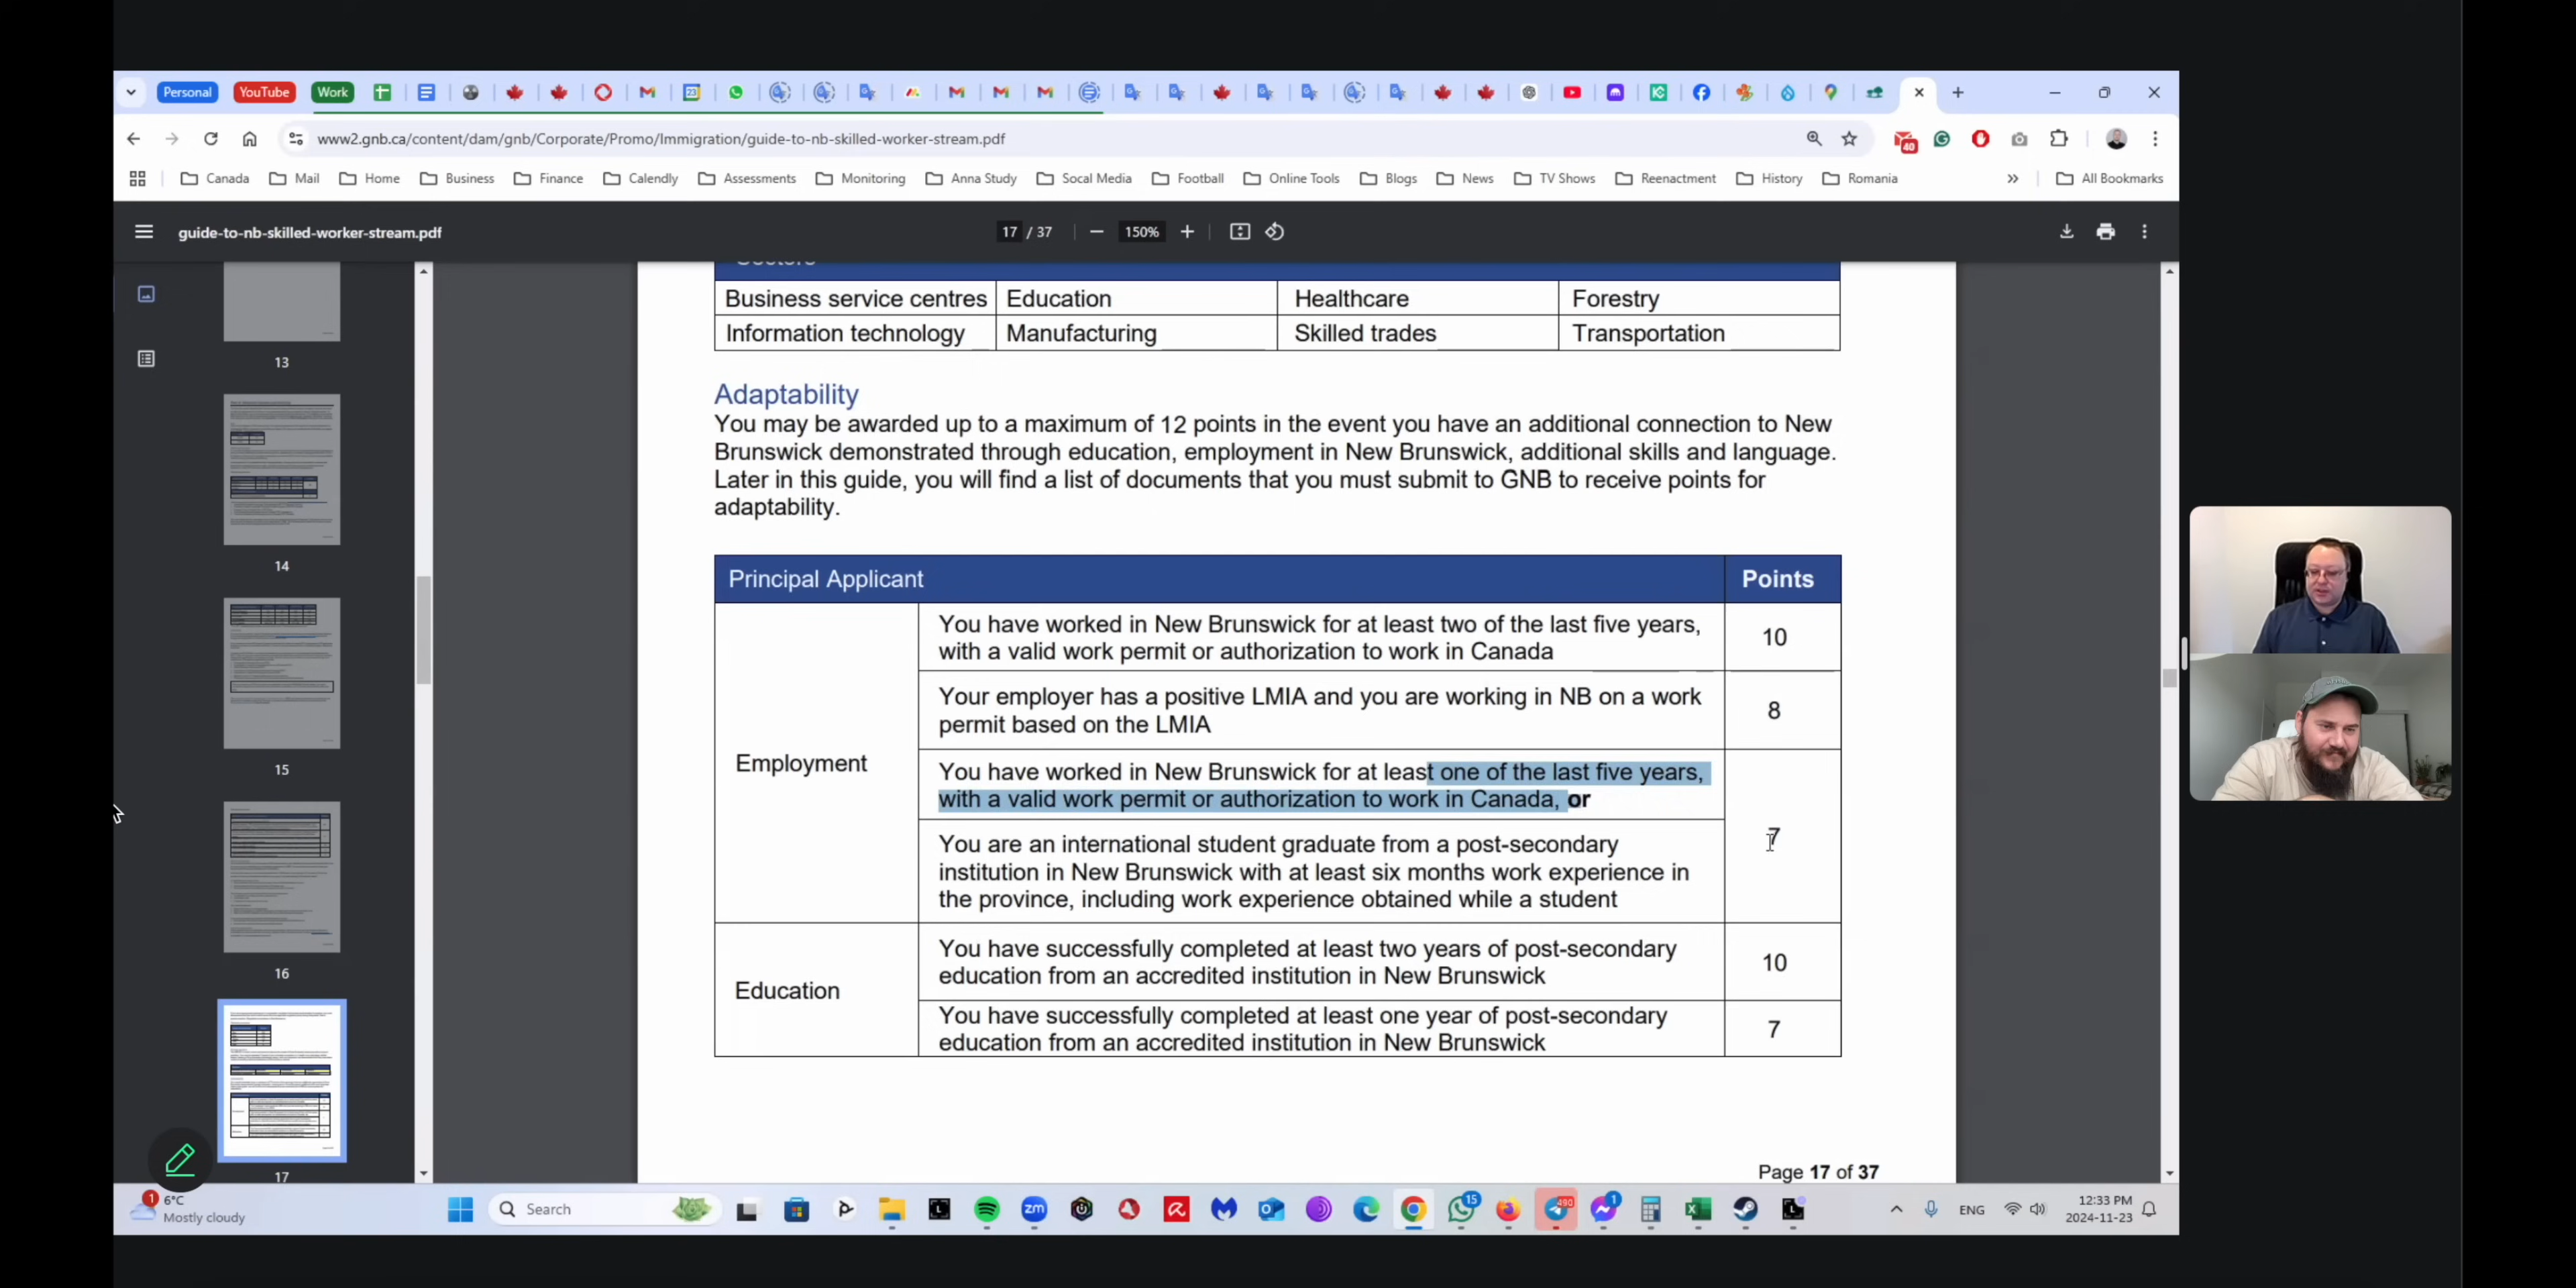 Personal
YouTube
Work
www2.gnb.ca/content/dam/gnb/Corporate/Promo/Immigration/guide-to-nb-skilled-worker-stream.pdf
40
Canada
Mail
Home
Business
Finance
Calendly
Assessments
Monitoring
Anna Study
Socal Media
Football
Online Tools
Blogs
News
TV Shows
Reenactment
History
Romania
»
All Bookmarks
guide-to-nb-skilled-worker-stream.pdf
17 / 37
150%
13
14
15
16
17
Sectors
Business service centres Education Healthcare Forestry
Information technology Manufacturing Skilled trades Transportation
Adaptability
You may be awarded up to a maximum of 12 points in the event you have an additional connection to New
Brunswick demonstrated through education, employment in New Brunswick, additional skills and language.
Later in this guide, you will find a list of documents that you must submit to GNB to receive points for
adaptability.
Principal Applicant Points
Employment
You have worked in New Brunswick for at least two of the last five years,
with a valid work permit or authorization to work in Canada
10
Your employer has a positive LMIA and you are working in NB on a work
permit based on the LMIA
8
You have worked in New Brunswick for at least one of the last five years,
with a valid work permit or authorization to work in Canada, or
You are an international student graduate from a post-secondary
institution in New Brunswick with at least six months work experience in
the province, including work experience obtained while a student
7
Education
You have successfully completed at least two years of post-secondary
education from an accredited institution in New Brunswick
10
You have successfully completed at least one year of post-secondary
education from an accredited institution in New Brunswick
7
Page 17 of 37
1
6°C
Mostly cloudy
Search
zm
15
490
1
ENG
12:33 PM
2024-11-23